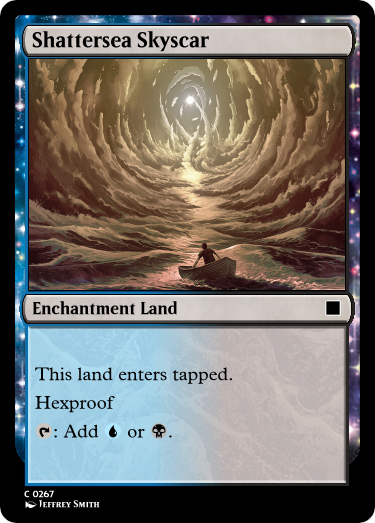 Shattersea Skyscar
Enchantment Land
This land enters tapped.
Hexproof
: Add or .
C 0267
Jeffrey Smith